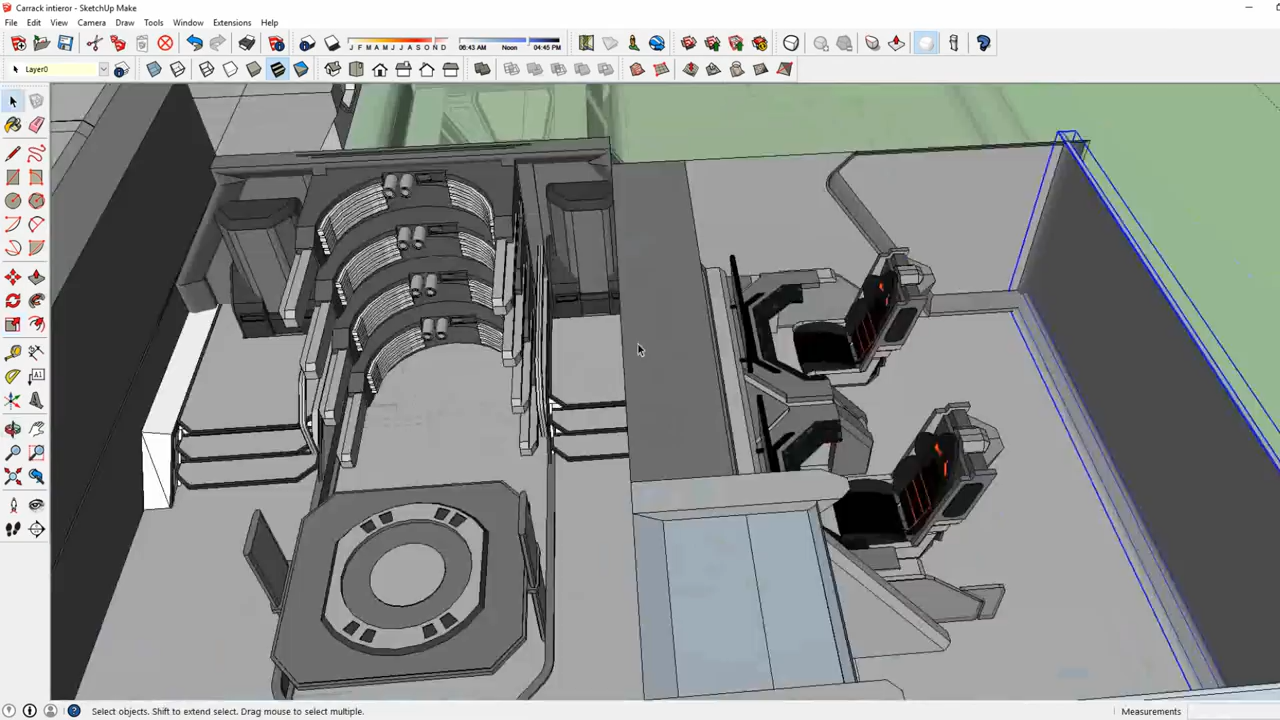 Carrack intieror - SketchUp Make
File Edit View Camera Draw Tools Window Extensions Help
J F M A M J J A S O N D 06:43 AM Noon 04:45 PM
Layer0
A1
Select objects. Shift to extend select. Drag mouse to select multiple. Measurements